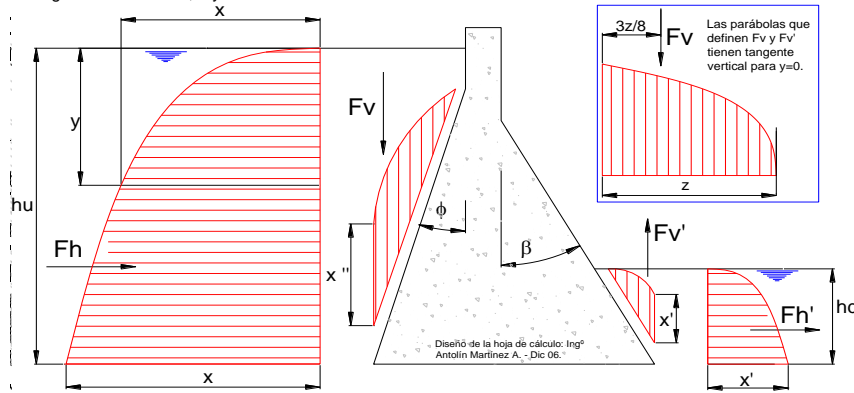 x
hu
y
Fh
x
Fv
x "
ϕ
β
Diseño de la hoja de cálculo: Ingº
Antolín Martínez A. - Dic 06.
3z/8
Fv
Las parábolas que
definen Fv y Fv'
tienen tangente
vertical para y=0.
z
Fv'
x'
Fh'
x'